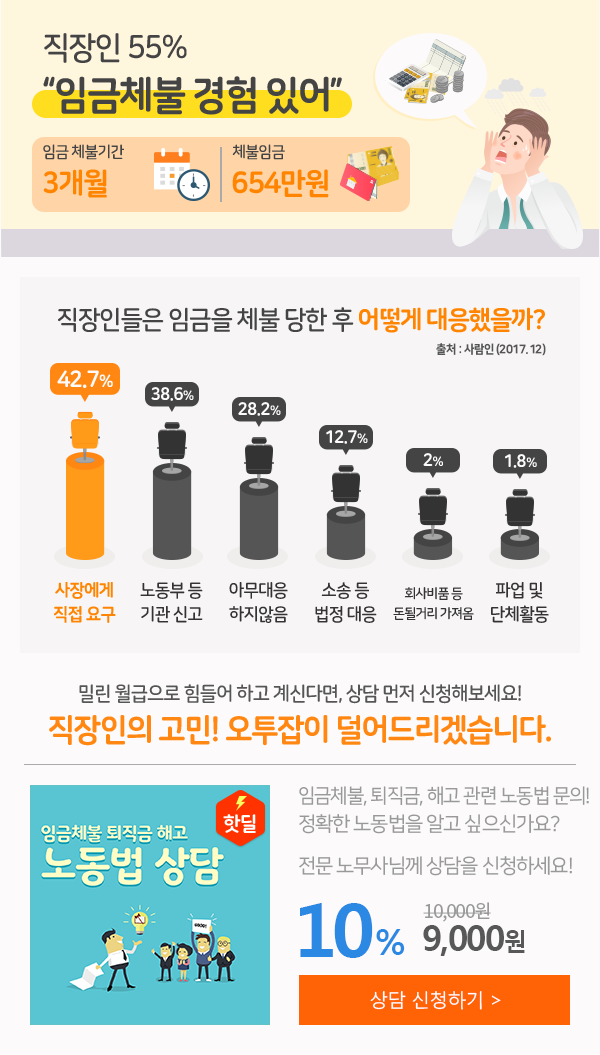 직장인 55%
“임금체불 경험 있어”
임금 체불기간
3개월
체불임금
654만원
직장인들은 임금을 체불 당한 후 어떻게 대응했을까?
출처 : 사람인 (2017. 12)
42.7%
38.6%
28.2%
12.7%
2%
1.8%
사장에게
직접 요구
노동부 등
기관 신고
아무대응
하지않음
소송 등
법정 대응
회사비품 등
돈될거리 가져옴
파업 및
단체활동
밀린 월급으로 힘들어 하고 계신다면, 상담 먼저 신청해보세요!
직장인의 고민! 오투잡이 덜어드리겠습니다.
핫딜
임금체불 퇴직금 해고
노동법 상담
GOOD!
임금체불, 퇴직금, 해고 관련 노동법 문의!
정확한 노동법을 알고 싶으신가요?
전문 노무사님께 상담을 신청하세요!
10%
10,000원
9,000원
상담 신청하기 >